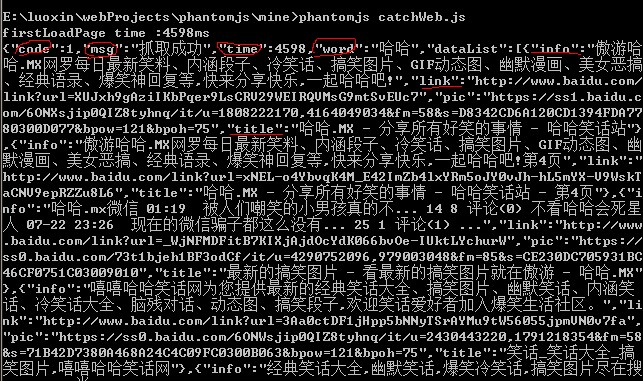 E:\luoxin\webProjects\phantomjs\mine>phantomjs catchWeb.js
firstLoadPage time :4598ms
{"code":1,"msg":"抓取成功","time":4598,"word":"哈哈","dataList":[{"info":"傲游哈
哈.MX网罗每日最新笑料、内涵段子、冷笑话、搞笑图片、GIF动态图、幽默漫画、美女恶搞
、经典语录、爆笑神回复等,快来分享快乐,一起哈哈吧!","link":"http://www.baidu.com/
link?url=XUJxh9gAziIKbPqer9LsCRV29WEIRQVMsG9mtSvEUc7","pic":"https://ss1.baidu.
com/6ONXsjip0QIZ8tyhnq/it/u=1808222170,4164049034&fm=58&s=D8342CD6A120CD1394FDA77
80300D077&bpow=121&bpoh=75","title":"哈哈.MX - 分享所有好笑的事情 - 哈哈笑话站"}
,{"info":"傲游哈哈.MX网罗每日最新笑料、内涵段子、冷笑话、搞笑图片、GIF动态图、幽
默漫画、美女恶搞、经典语录、爆笑神回复等,快来分享快乐,一起哈哈吧!第4页","link":"
http://www.baidu.com/link?url=xNEL-o4YbvqK4M_E42ImZb4lxYRm5oJY0vJh-hL5mYX-V9WskT
aCNV9epRZZu8L6","title":"哈哈.MX - 分享所有好笑的事情 - 哈哈笑话站 - 第4页"},{"i
nfo":"哈哈.mx微信 01:19  被人们嘲笑的小男孩真的不... 14 8 评论(0) 不看哈哈会死星
人 07-22 23:26  现在的微信骗子都这么没有... 25 1 评论(1) ...","link":"http://www.
baidu.com/link?url=_WjNFMDFitB7KIXjAjdOcYdK066bvOe-IUktLYchurW","pic":"https://
ss0.baidu.com/73t1bjeh1BF3odCf/it/u=4290752096,979003048&fm=85&s=CE230DC705931BC
46CF0751C03009010","title":"最新的搞笑图片 - 看最新的搞笑图片就在傲游 - 哈哈.MX"
},{"info":"嘻嘻哈哈笑话网为您提供最新的经典笑话大全、搞笑图片、幽默笑话、内涵笑
话、冷笑话大全、脑残对话、动态图、搞笑段子,欢迎笑话爱好者加入爆笑生活社区。","li
nk":"http://www.baidu.com/link?url=3Aa0ctDF1jHpp5bNNyTSrAYMu9tW56055jpmUN0v7fa",
"pic":"https://ss0.baidu.com/6ONWsjip0QIZ8tyhnq/it/u=2430443220,1791218354&fm=58
&s=71B42D7380A468A24C4C09FC0300B063&bpow=121&bpoh=75","title":"笑话_笑话大全_搞
笑图片,嘻嘻哈哈笑话网"},{"info":"经典笑话大全,幽默笑话,爆笑冷笑话,搞笑图片尽在搜